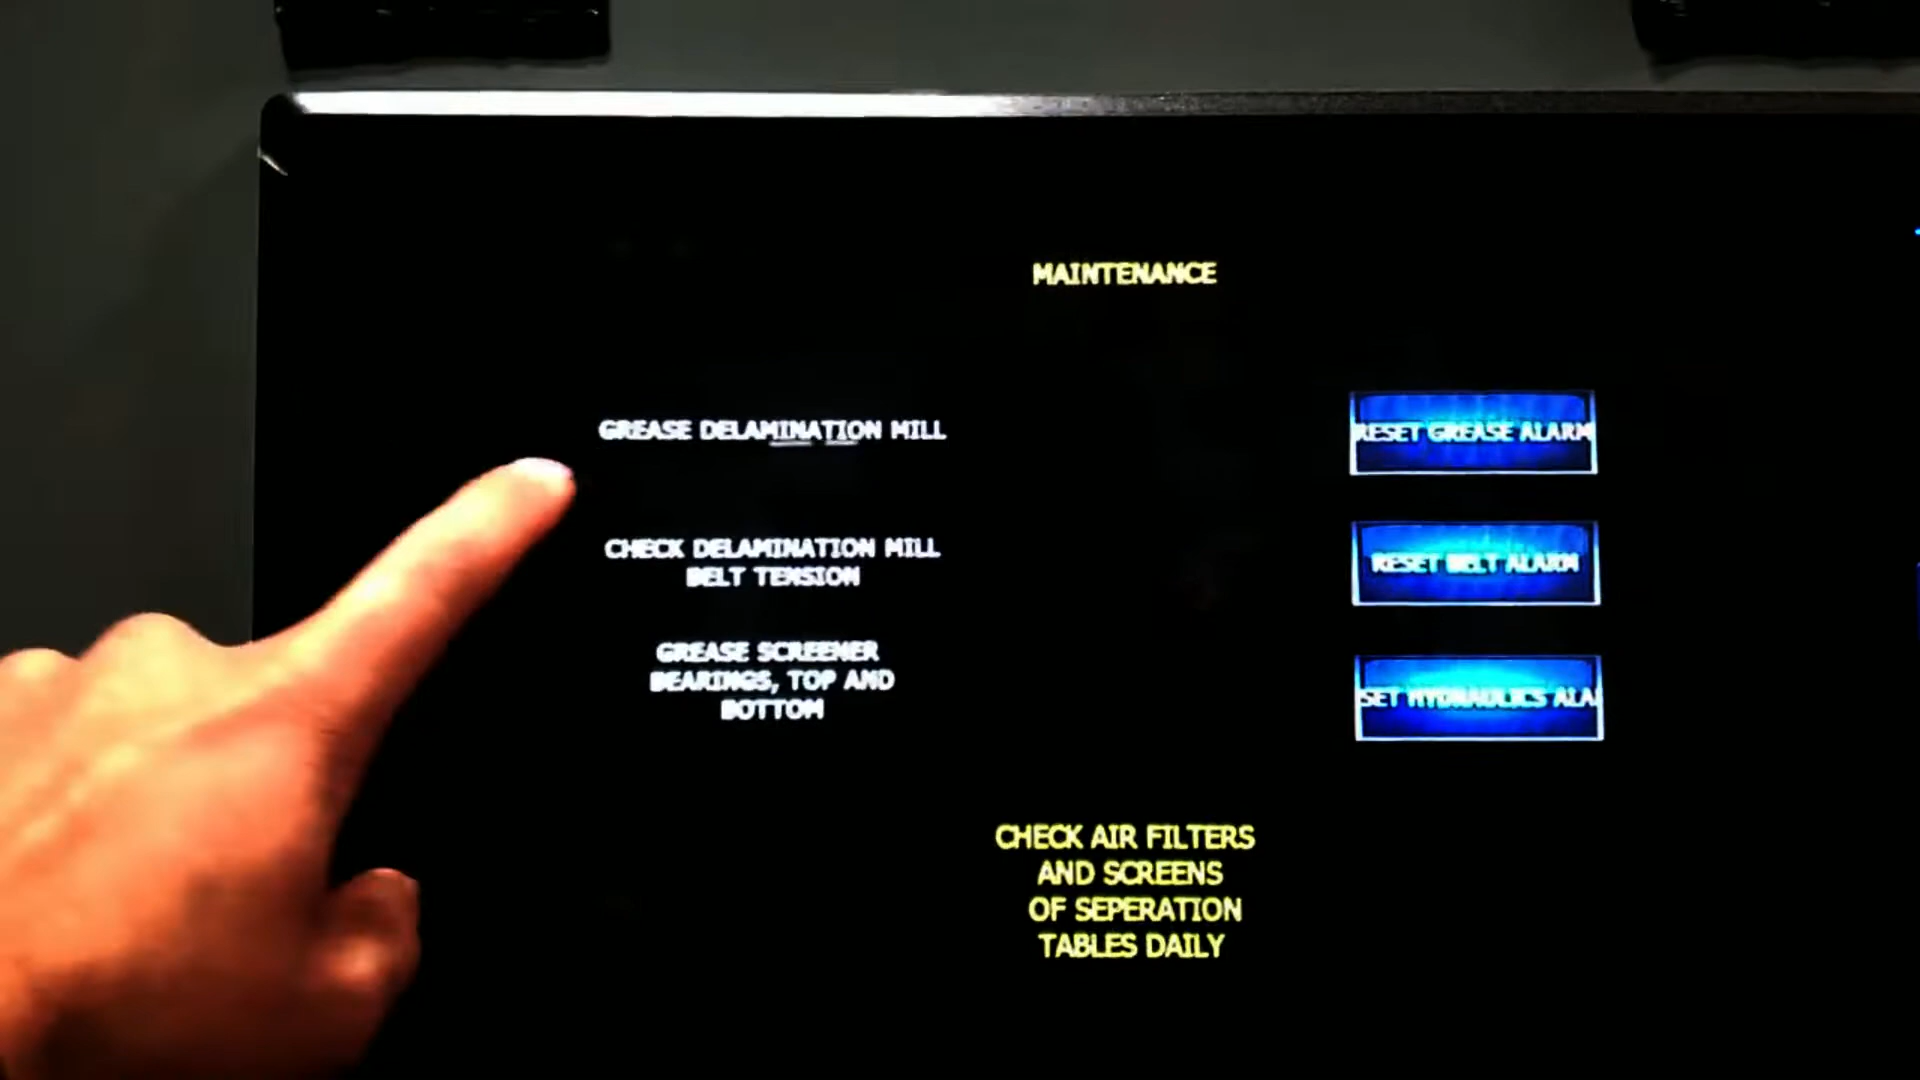 MAINTENANCE
GREASE DELAMINATION MILL
RESET GREASE ALARM
CHECK DELAMINATION MILL
BELT TENSION
RESET BELT ALARM
GREASE SCREENER
BEARINGS, TOP AND
BOTTOM
SET HYDRAULICS ALA
CHECK AIR FILTERS
AND SCREENS
OF SEPERATION
TABLES DAILY